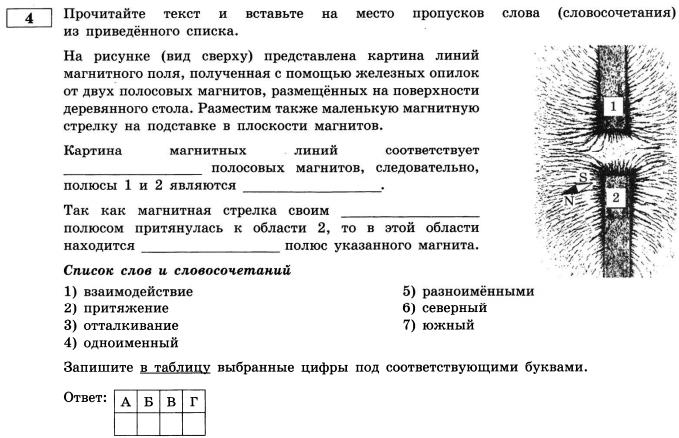 4
Прочитайте текст и вставьте на место пропусков слова (словосочетания)
из приведённого списка.
На рисунке (вид сверху) представлена картина линий
магнитного поля, полученная с помощью железных опилок
от двух полосовых магнитов, размещённых на поверхности
деревянного стола. Разместим также маленькую магнитную
стрелку на подставке в плоскости магнитов.
Картина магнитных линий соответствует
____________________ полосовых магнитов, следовательно,
полюсы 1 и 2 являются ____________________.
Так как магнитная стрелка своим ____________________
полюсом притянулась к области 2, то в этой области
находится ____________________ полюс указанного магнита.
1
S
N
2
Список слов и словосочетаний
1) взаимодействие
2) притяжение
3) отталкивание
4) одноименный
5) разноимёнными
6) северный
7) южный
Запишите в таблицу выбранные цифры под соответствующими буквами.
Ответ: А Б В Г